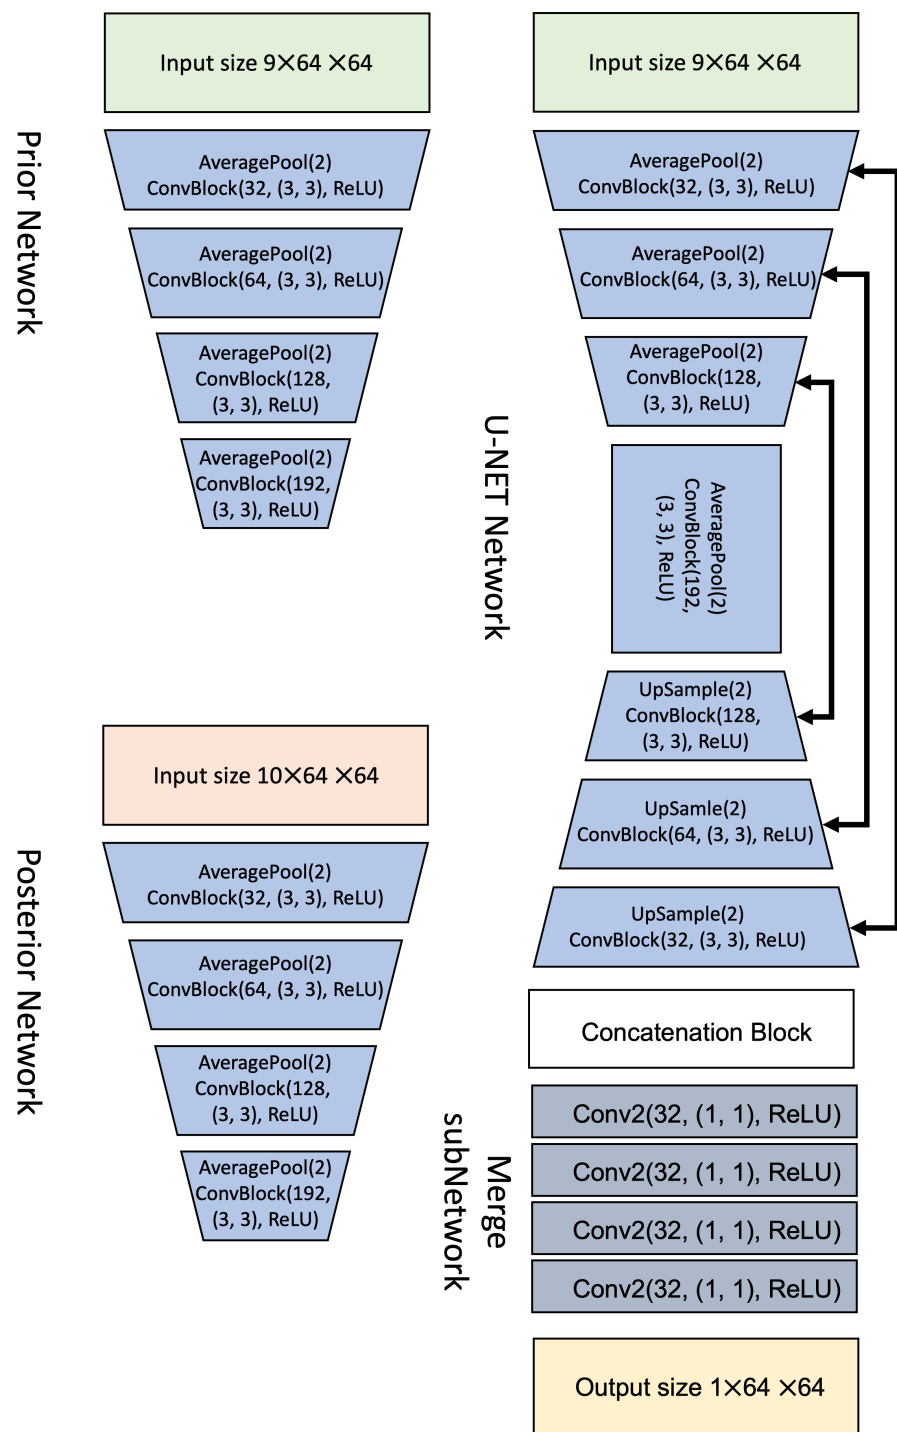 Prior Network
Input size 9×64 ×64
AveragePool(2)
ConvBlock(32, (3, 3), ReLU)
AveragePool(2)
ConvBlock(64, (3, 3), ReLU)
AveragePool(2)
ConvBlock(128,
(3, 3), ReLU)
AveragePool(2)
ConvBlock(192,
(3, 3), ReLU)
Posterior Network
Input size 10×64 ×64
AveragePool(2)
ConvBlock(32, (3, 3), ReLU)
AveragePool(2)
ConvBlock(64, (3, 3), ReLU)
AveragePool(2)
ConvBlock(128,
(3, 3), ReLU)
AveragePool(2)
ConvBlock(192,
(3, 3), ReLU)
U-NET Network
Input size 9×64 ×64
AveragePool(2)
ConvBlock(32, (3, 3), ReLU)
AveragePool(2)
ConvBlock(64, (3, 3), ReLU)
AveragePool(2)
ConvBlock(128,
(3, 3), ReLU)
AveragePool(2)
ConvBlock(192,
(3, 3), ReLU)
UpSample(2)
ConvBlock(128,
(3, 3), ReLU)
UpSamle(2)
ConvBlock(64, (3, 3), ReLU)
UpSample(2)
ConvBlock(32, (3, 3), ReLU)
Concatenation Block
Merge
subNetwork
Conv2(32, (1, 1), ReLU)
Conv2(32, (1, 1), ReLU)
Conv2(32, (1, 1), ReLU)
Conv2(32, (1, 1), ReLU)
Output size 1×64 ×64